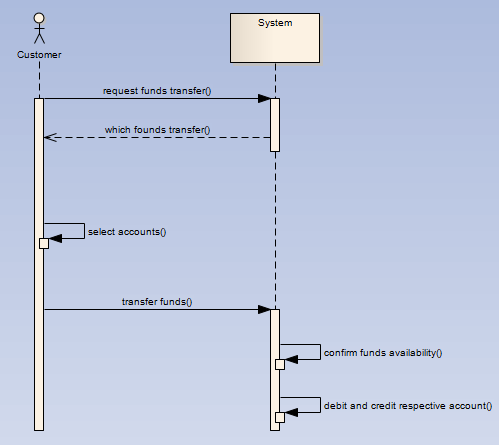 System
Customer
request funds transfer()
which founds transfer()
select accounts()
transfer funds()
confirm funds availability()
debit and credit respective account()